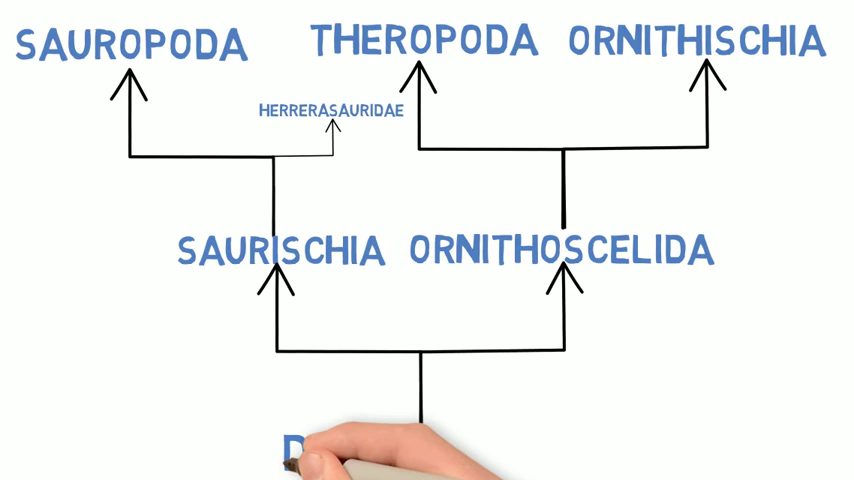 SAUROPODA THEROPODA ORNITHISCHIA
HERRERASAURIDAE
SAURISCHIA ORNITHOSCELIDA
D